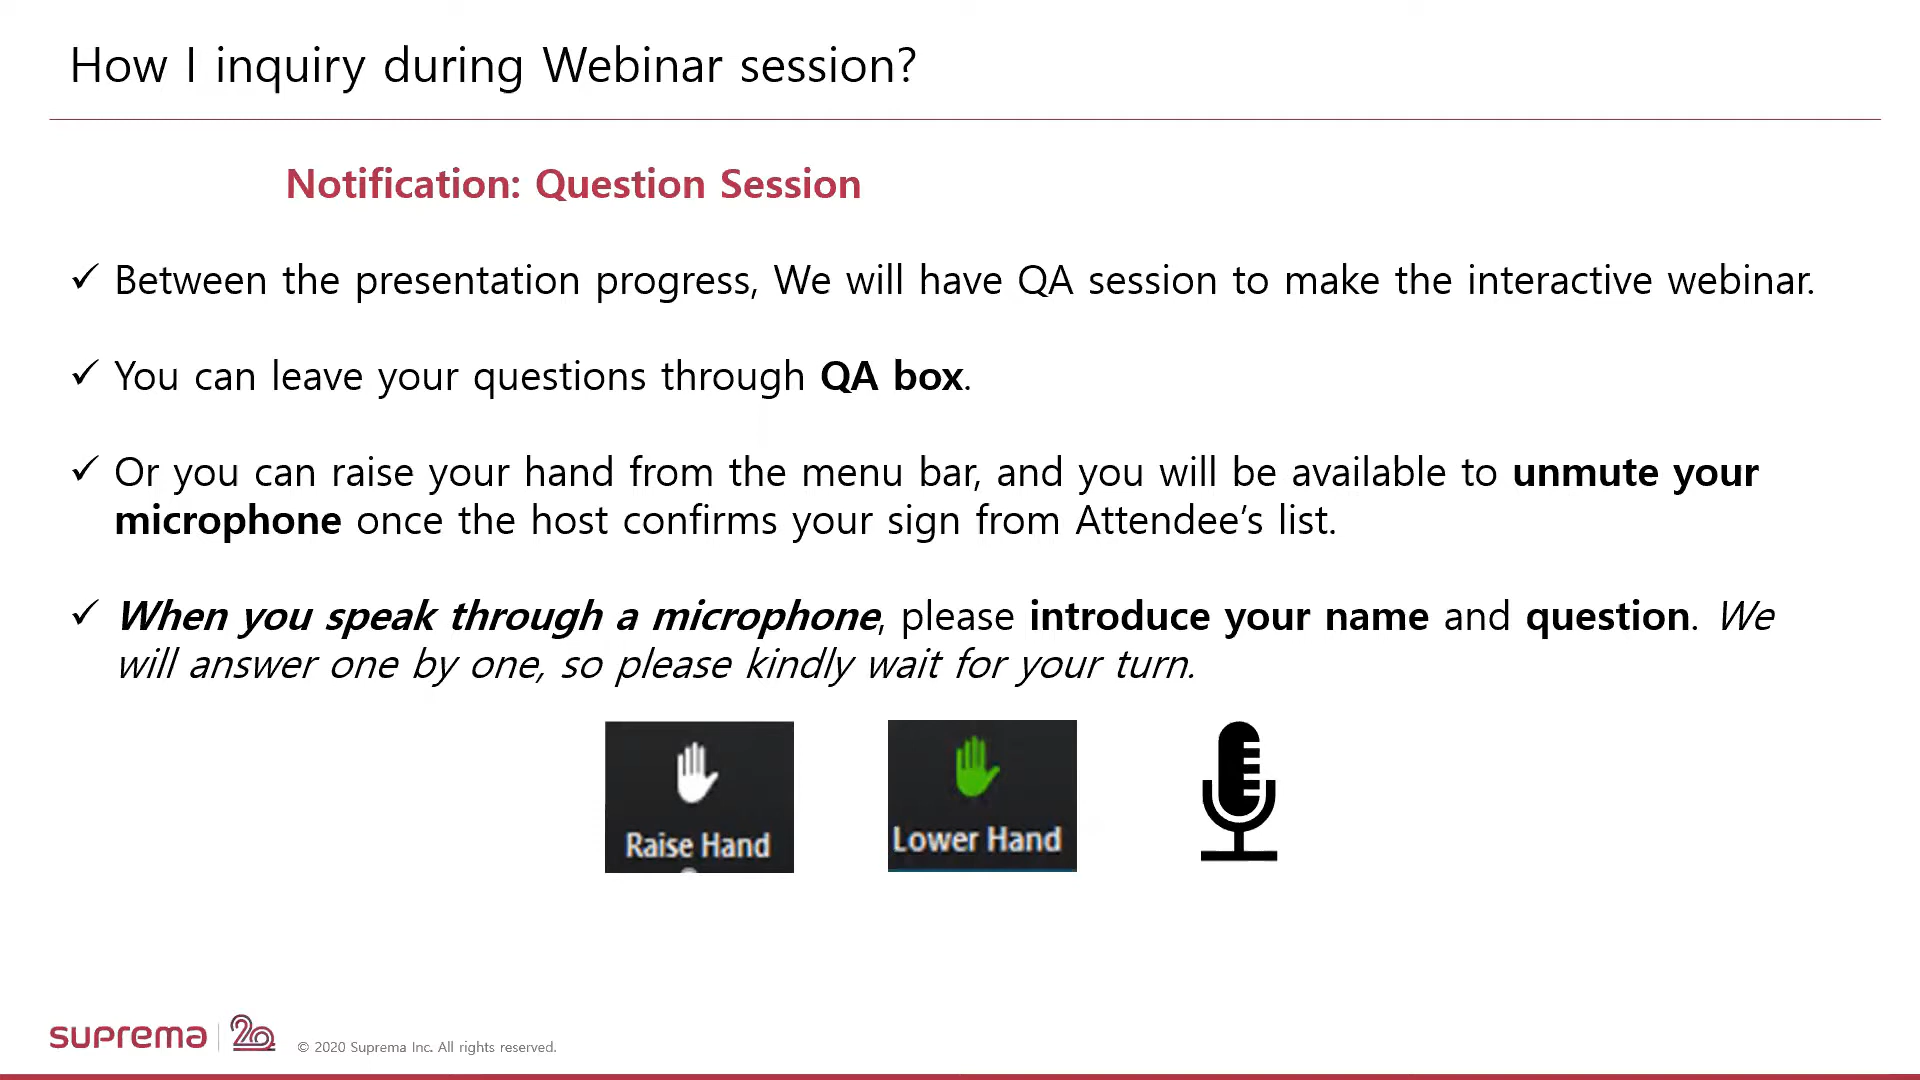 How I inquiry during Webinar session?
Notification: Question Session
✓ Between the presentation progress, We will have QA session to make the interactive webinar.
✓ You can leave your questions through QA box.
✓ Or you can raise your hand from the menu bar, and you will be available to unmute your
microphone once the host confirms your sign from Attendee’s list.
✓ When you speak through a microphone, please introduce your name and question. We
will answer one by one, so please kindly wait for your turn.
Raise Hand
Lower Hand
suprema 20 © 2020 Suprema Inc. All rights reserved.